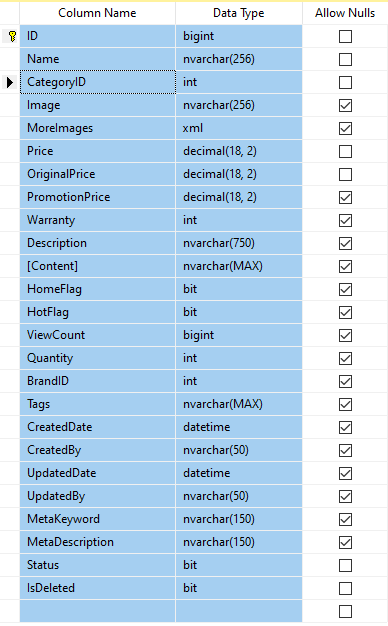 Column Name Data Type Allow Nulls
ID bigint
Name nvarchar(256)
CategoryID int
Image nvarchar(256)
MoreImages xml
Price decimal(18, 2)
OriginalPrice decimal(18, 2)
PromotionPrice decimal(18, 2)
Warranty int
Description nvarchar(750)
[Content] nvarchar(MAX)
HomeFlag bit
HotFlag bit
ViewCount bigint
Quantity int
BrandID int
Tags nvarchar(MAX)
CreatedDate datetime
CreatedBy nvarchar(50)
UpdatedDate datetime
UpdatedBy nvarchar(50)
MetaKeyword nvarchar(150)
MetaDescription nvarchar(150)
Status bit
IsDeleted bit